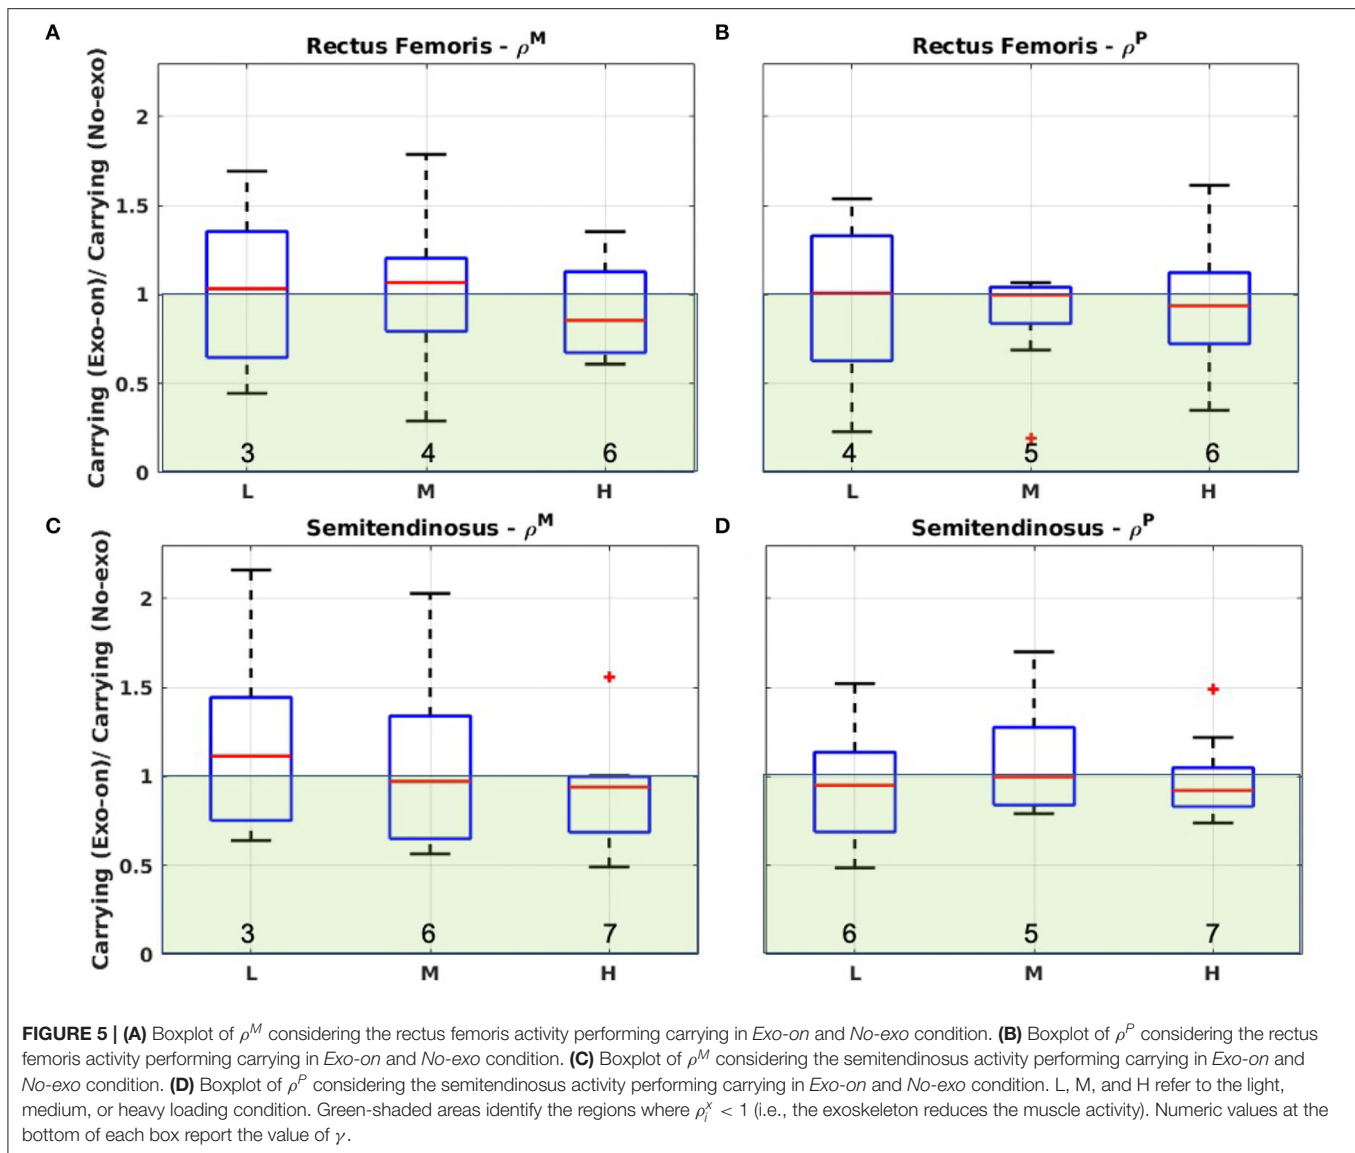 A
Rectus Femoris - ρ^M
Carrying (Exo-on)/ Carrying (No-exo)
2
1.5
1
0.5
0
3
4
6
L
M
H
B
Rectus Femoris - ρ^P
4
5
6
L
M
H
C
Semitendinosus - ρ^M
Carrying (Exo-on)/ Carrying (No-exo)
2
1.5
1
0.5
0
3
6
7
L
M
H
D
Semitendinosus - ρ^P
6
5
7
L
M
H
FIGURE 5 | (A) Boxplot of ρ^M considering the rectus femoris activity performing carrying in Exo-on and No-exo condition. (B) Boxplot of ρ^P considering the rectus
femoris activity performing carrying in Exo-on and No-exo condition. (C) Boxplot of ρ^M considering the semitendinosus activity performing carrying in Exo-on and
No-exo condition. (D) Boxplot of ρ^P considering the semitendinosus activity performing carrying in Exo-on and No-exo condition. L, M, and H refer to the light,
medium, or heavy loading condition. Green-shaded areas identify the regions where ρ_i^x < 1 (i.e., the exoskeleton reduces the muscle activity). Numeric values at the
bottom of each box report the value of γ.